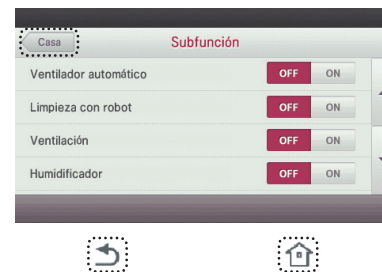 Casa
Subfunción
Ventilador automático OFF ON
Limpieza con robot OFF ON
Ventilación OFF ON
Humidificador OFF ON